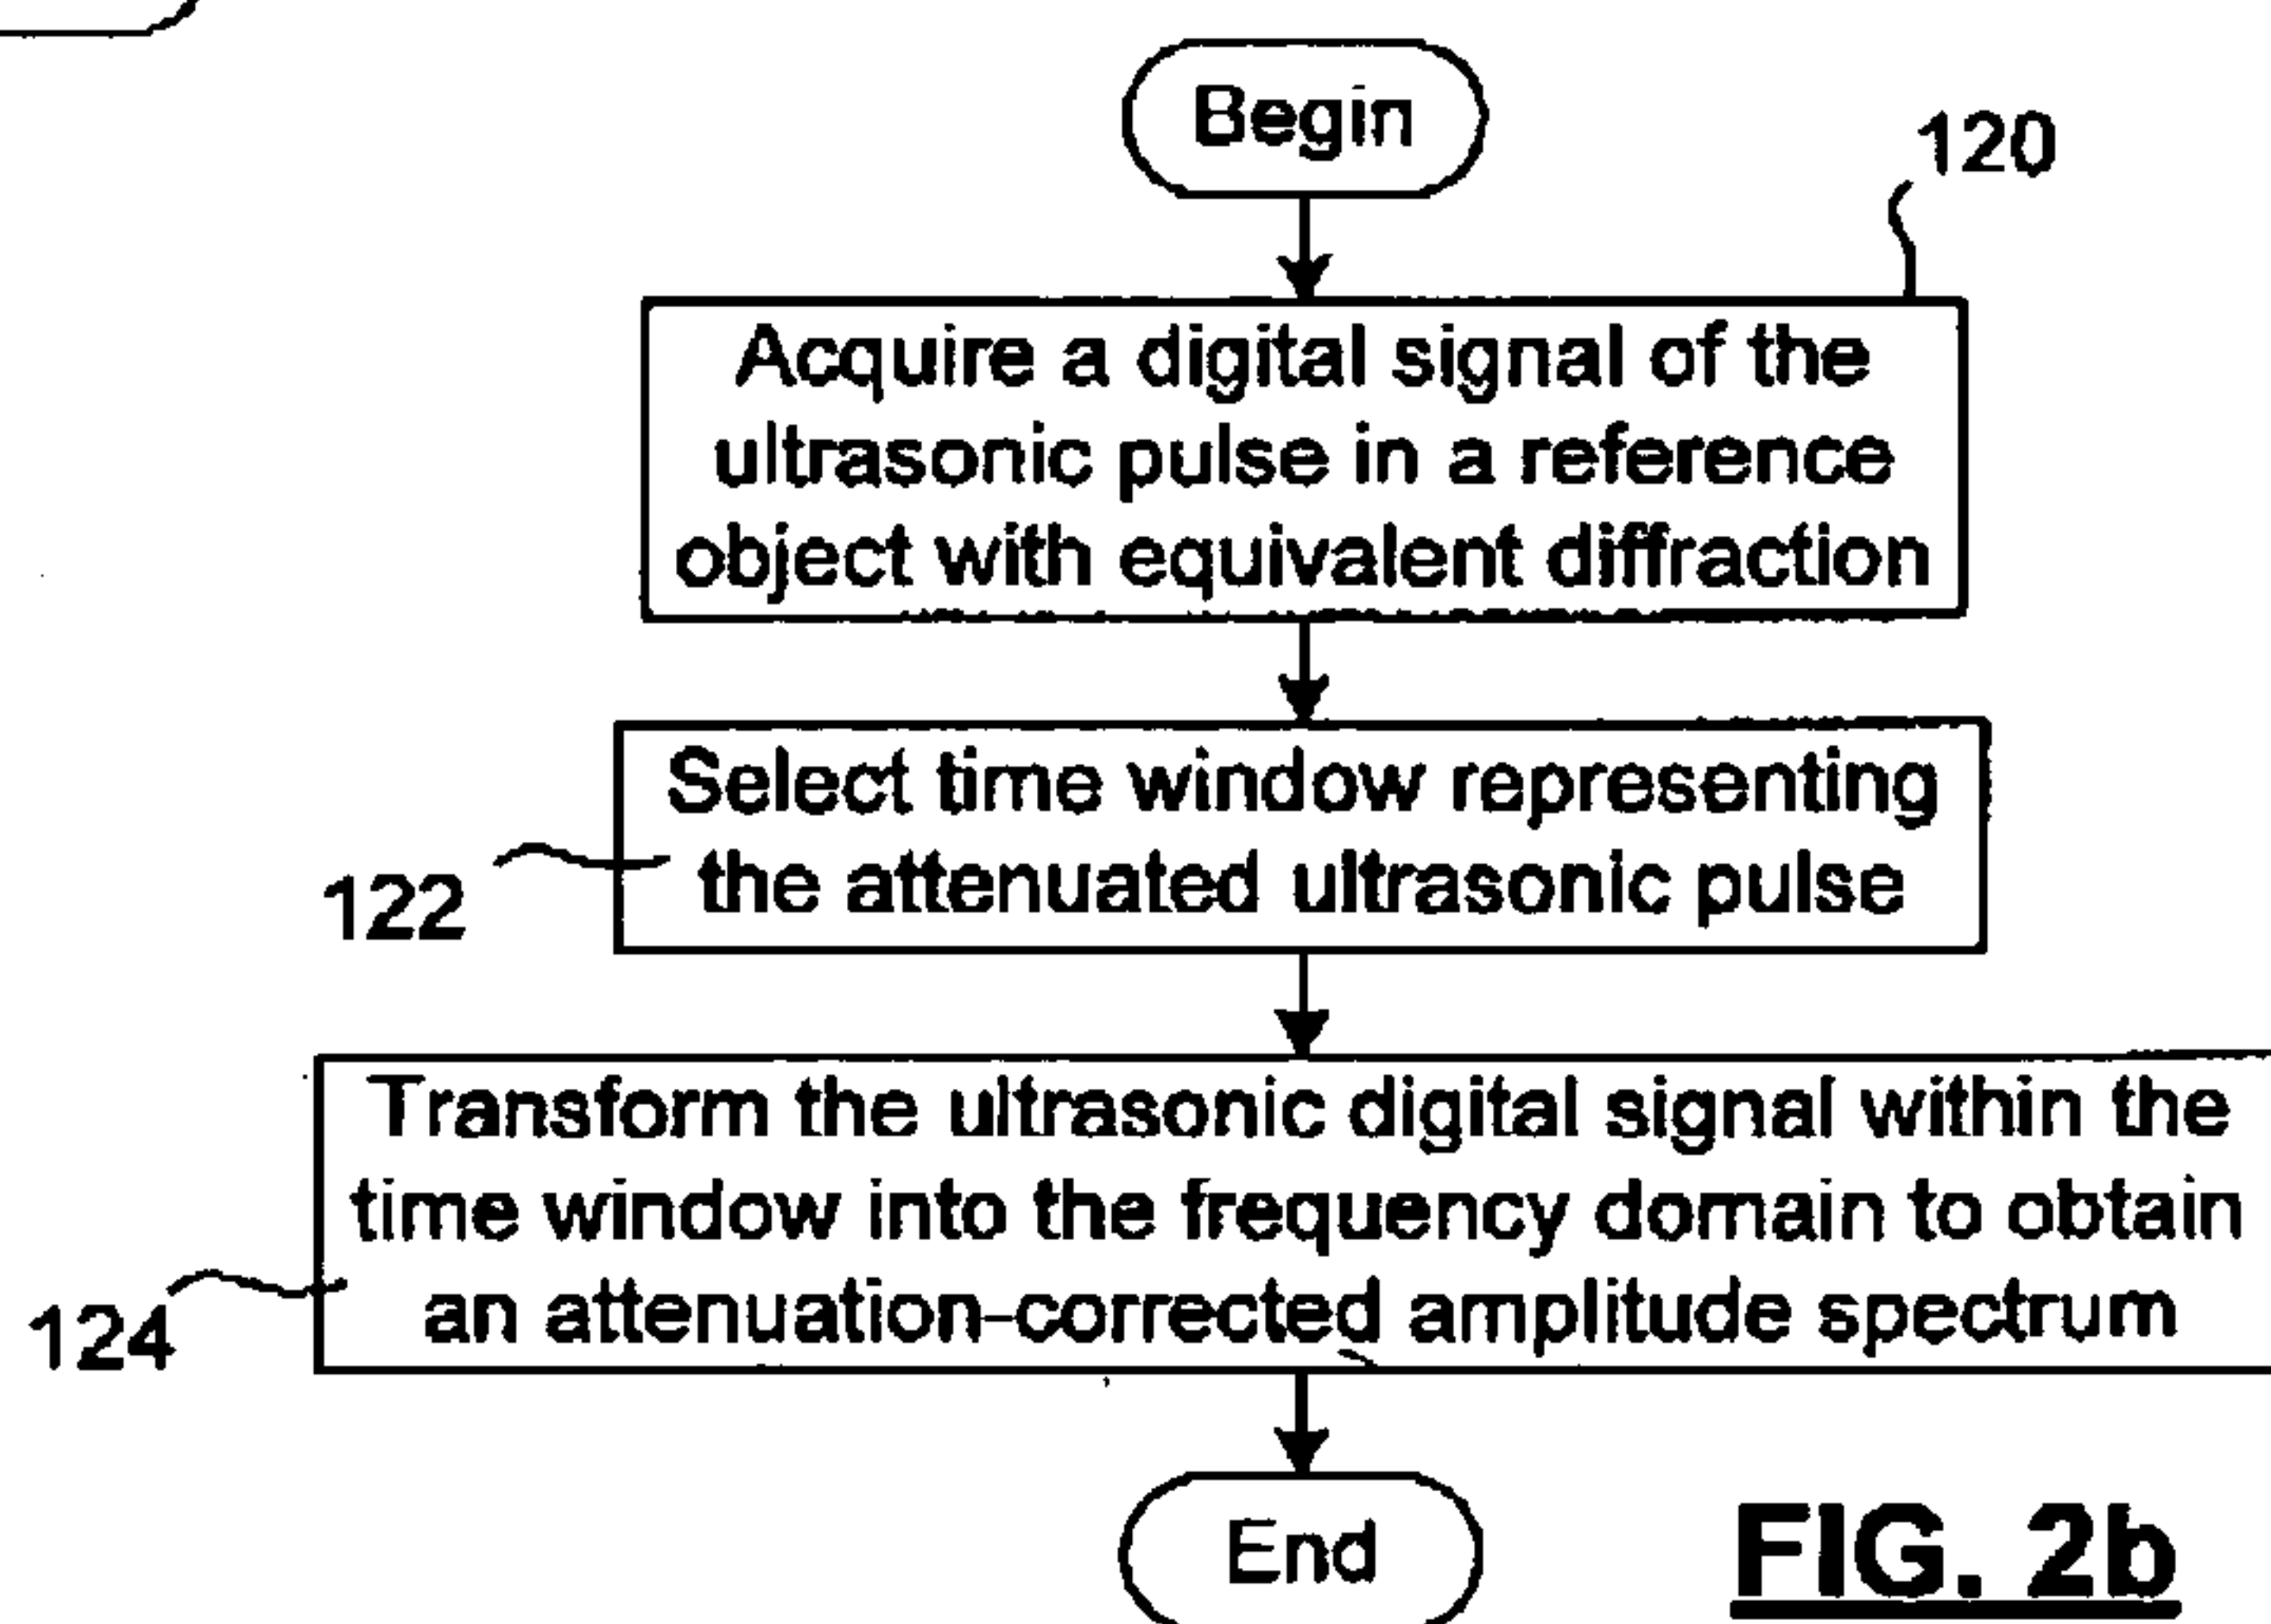 Begin
120
Acquire a digital signal of the
ultrasonic pulse in a reference
object with equivalent diffraction
Select time window representing
the attenuated ultrasonic pulse
122
Transform the ultrasonic digital signal within the
time window into the frequency domain to obtain
an attenuation-corrected amplitude spectrum
124
End
FIG. 2b